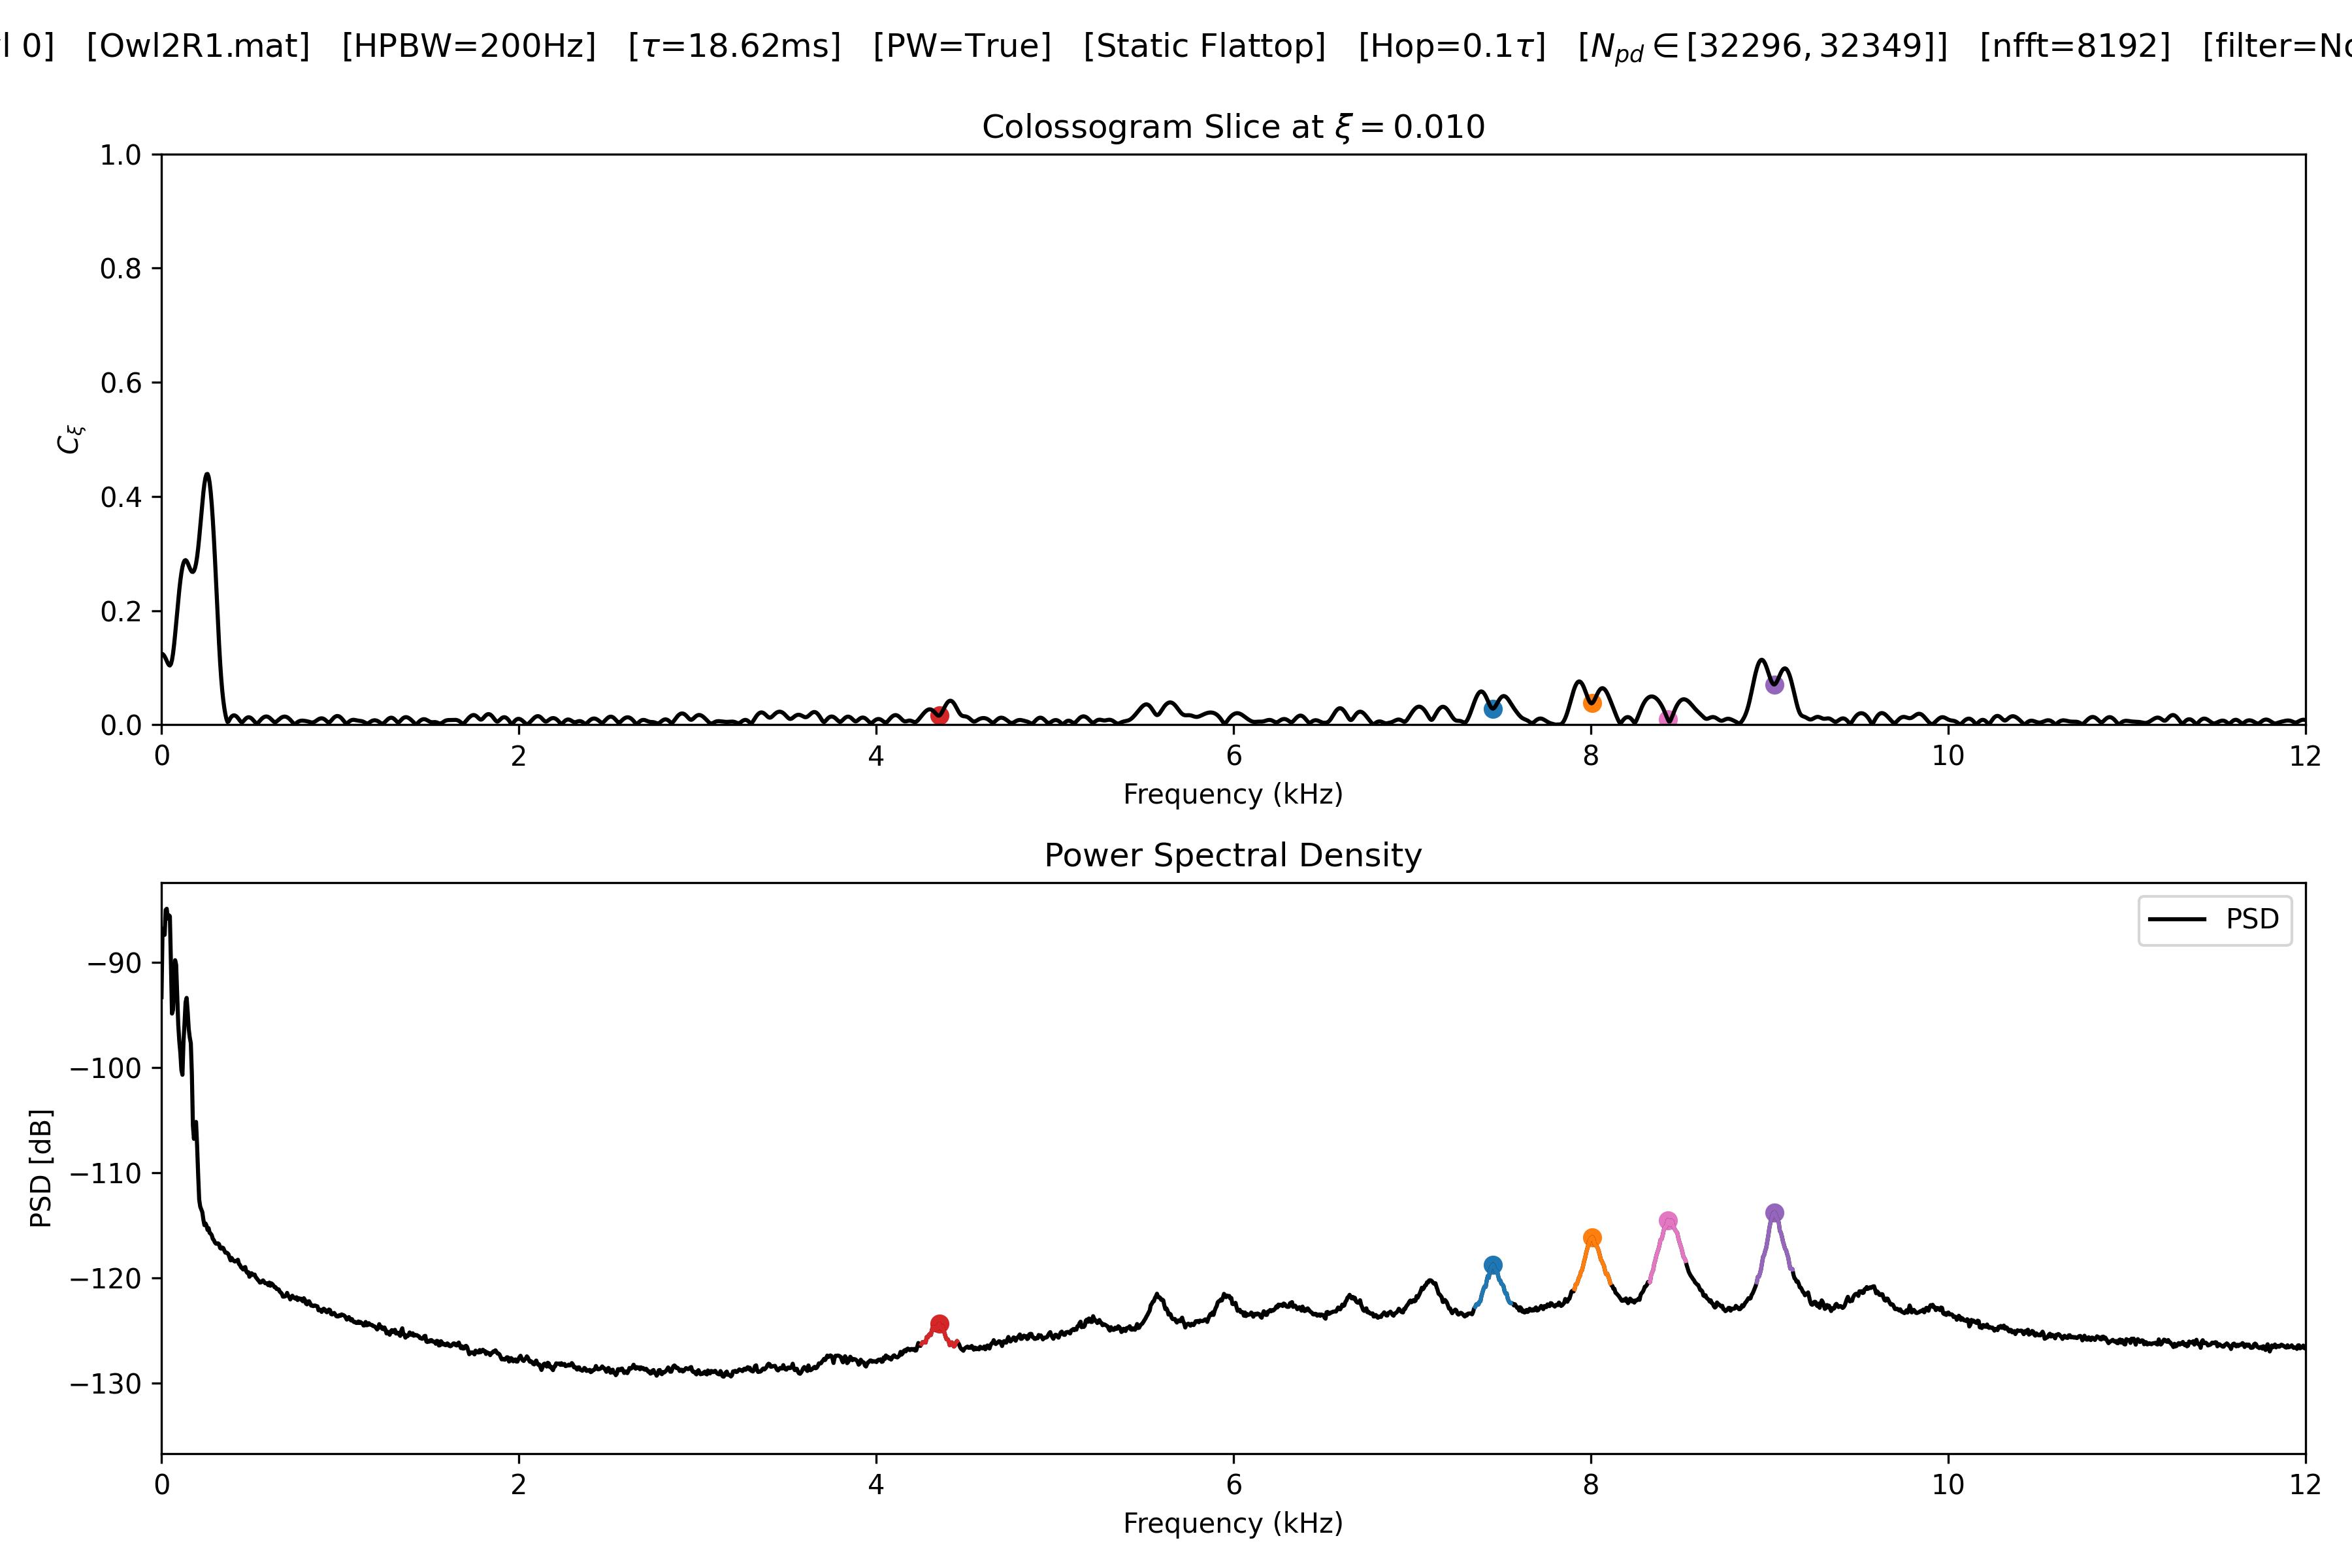 l 0] [Owl2R1.mat] [HPBW=200Hz] [τ=18.62ms] [PW=True] [Static Flattop] [Hop=0.1τ] [N_pd ∈ [32296, 32349]] [nfft=8192] [filter=No
Colossogram Slice at ξ = 0.010
1.0
0.8
0.6
0.4
0.2
0.0
C_ξ
0 2 4 6 8 10 12
Frequency (kHz)
Power Spectral Density
PSD
−90
−100
−110
−120
−130
PSD [dB]
0 2 4 6 8 10 12
Frequency (kHz)